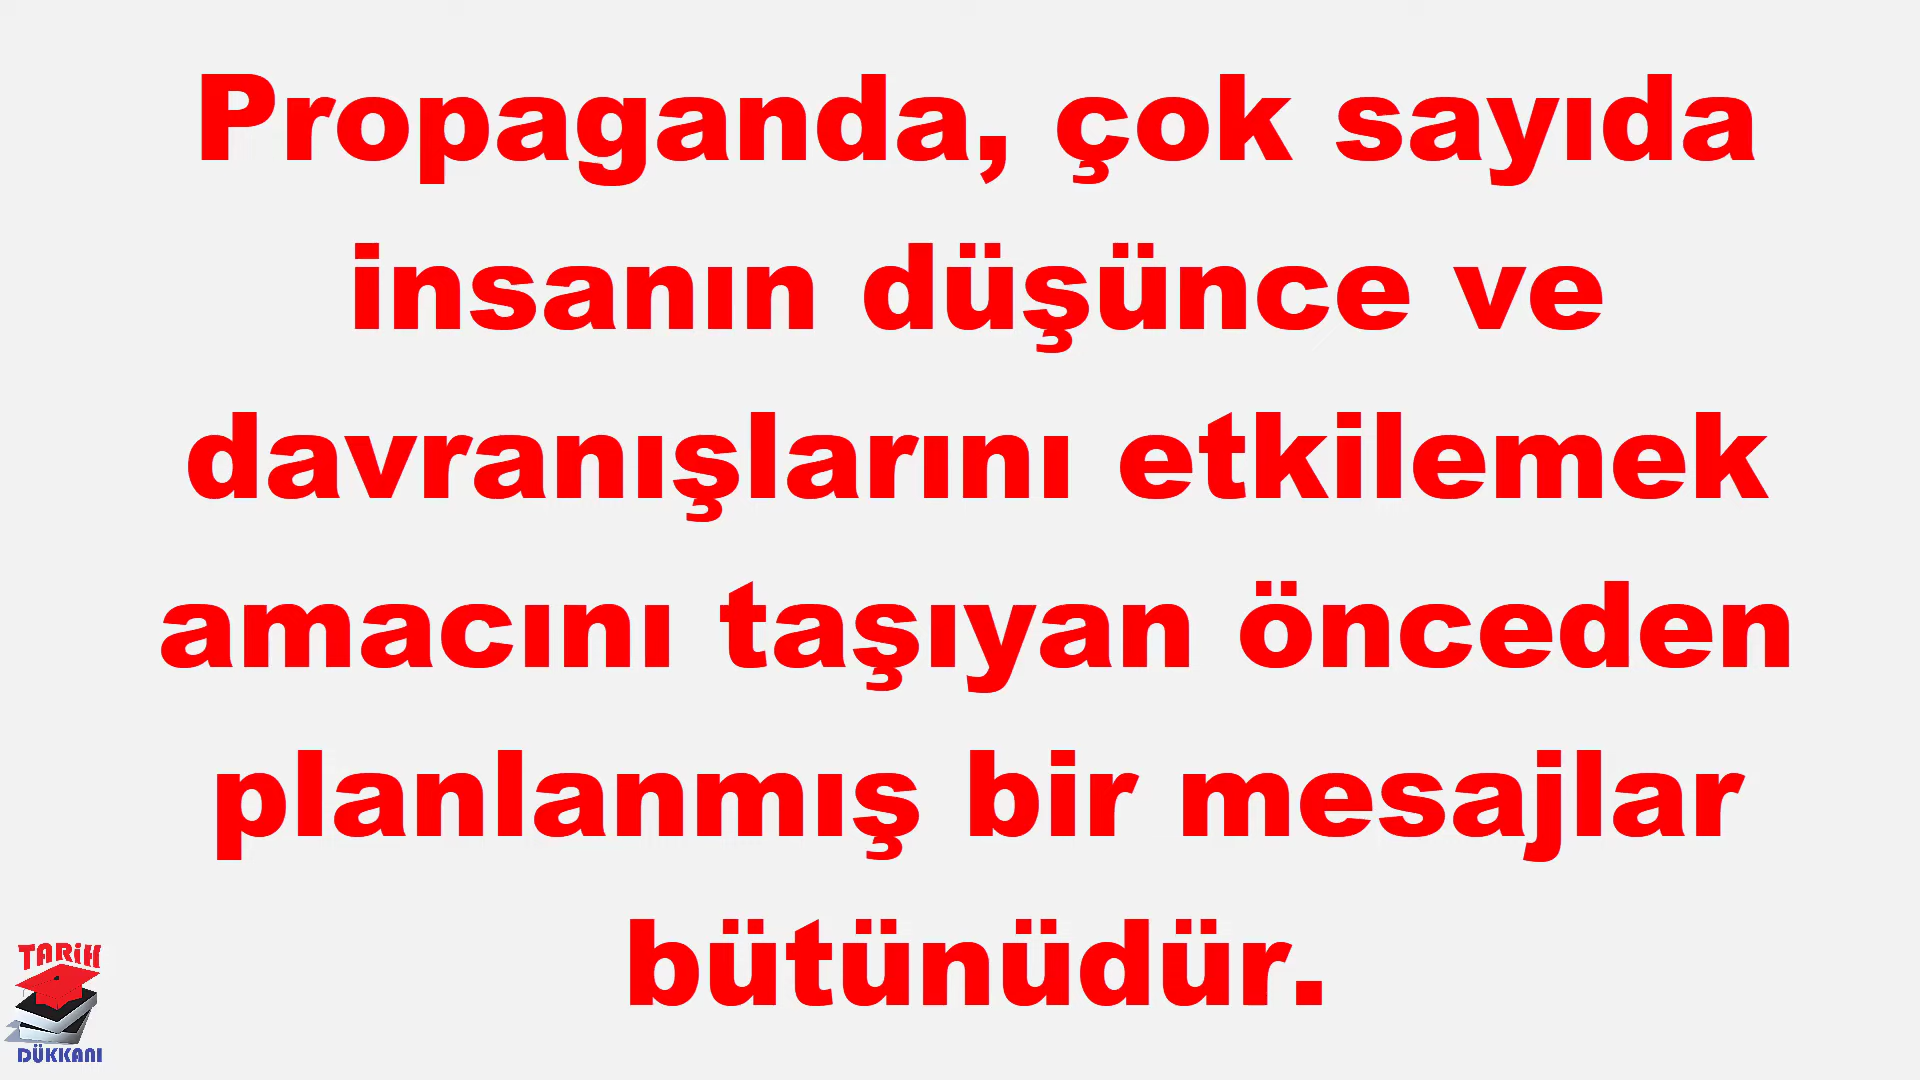 Propaganda, çok sayıda
insanın düşünce ve
davranışlarını etkilemek
amacını taşıyan önceden
planlanmış bir mesajlar
bütünüdür.
TARİH
DÜKKANI